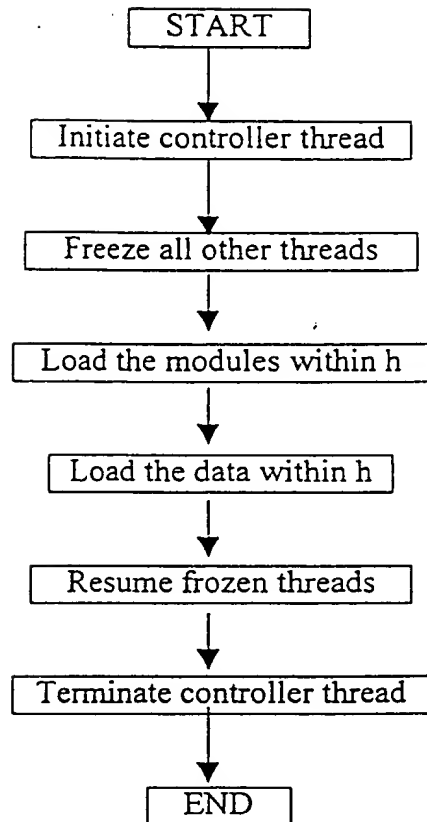 START
Initiate controller thread
Freeze all other threads
Load the modules within h
Load the data within h
Resume frozen threads
Terminate controller thread
END